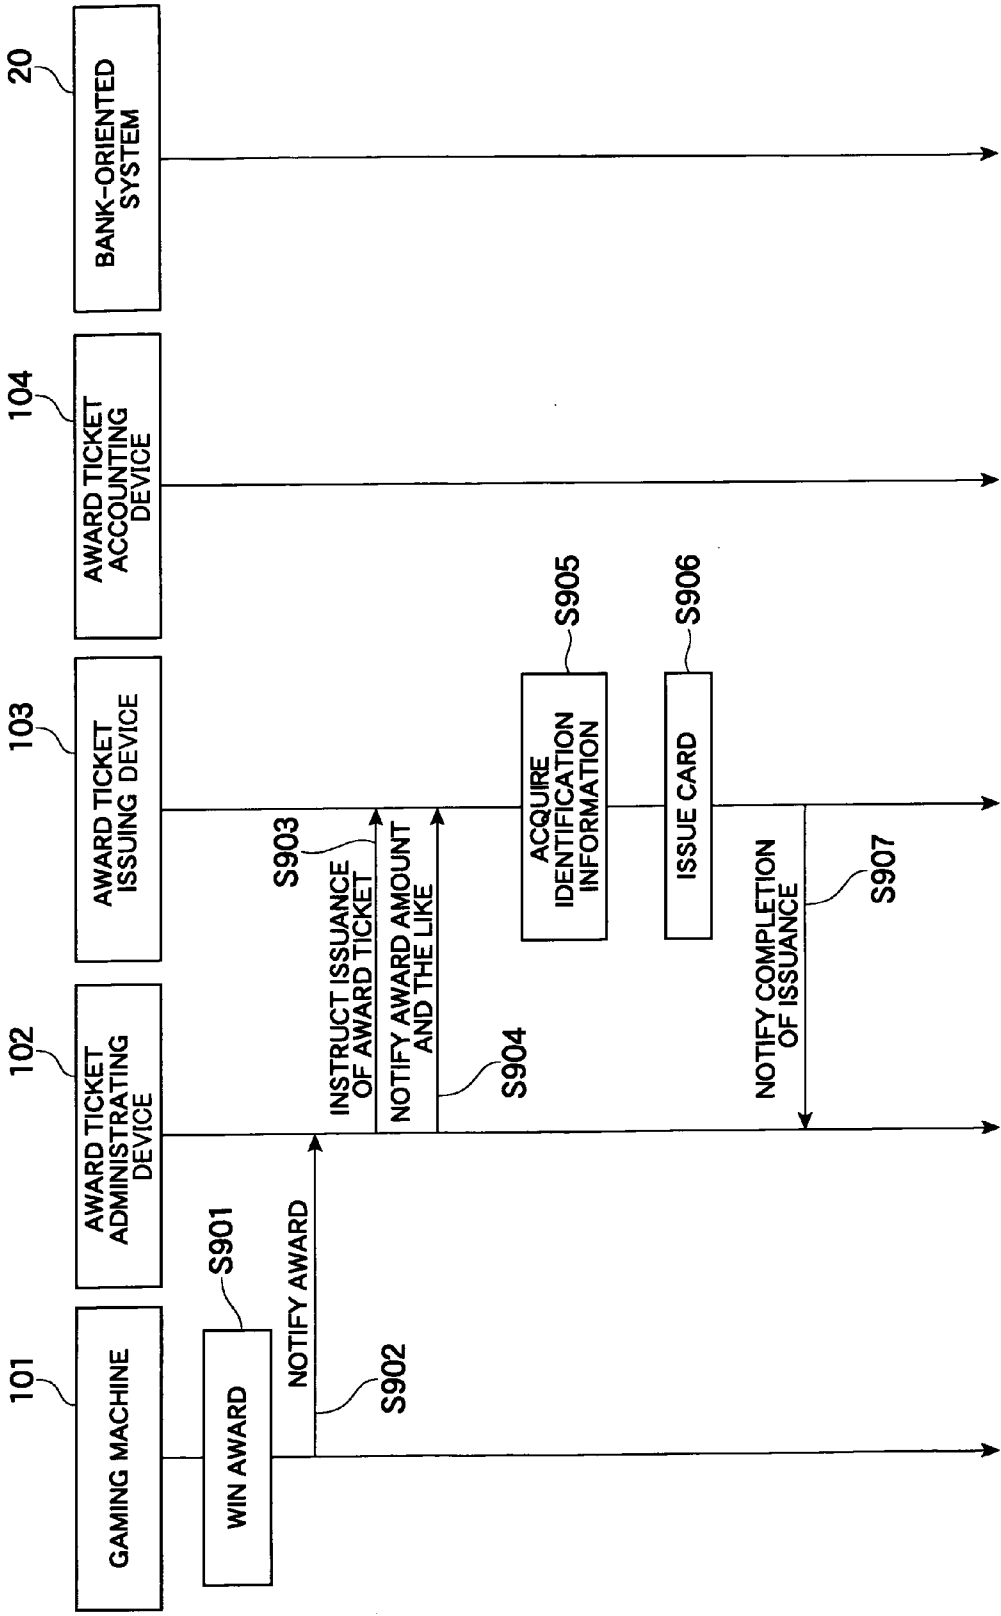 101
GAMING MACHINE
102
AWARD TICKET
ADMINISTRATING
DEVICE
103
AWARD TICKET
ISSUING DEVICE
104
AWARD TICKET
ACCOUNTING
DEVICE
20
BANK-ORIENTED
SYSTEM
WIN AWARD
S901
NOTIFY AWARD
S902
INSTRUCT ISSUANCE
OF AWARD TICKET
S903
NOTIFY AWARD AMOUNT
AND THE LIKE
S904
ACQUIRE
IDENTIFICATION
INFORMATION
S905
ISSUE CARD
S906
NOTIFY COMPLETION
OF ISSUANCE
S907